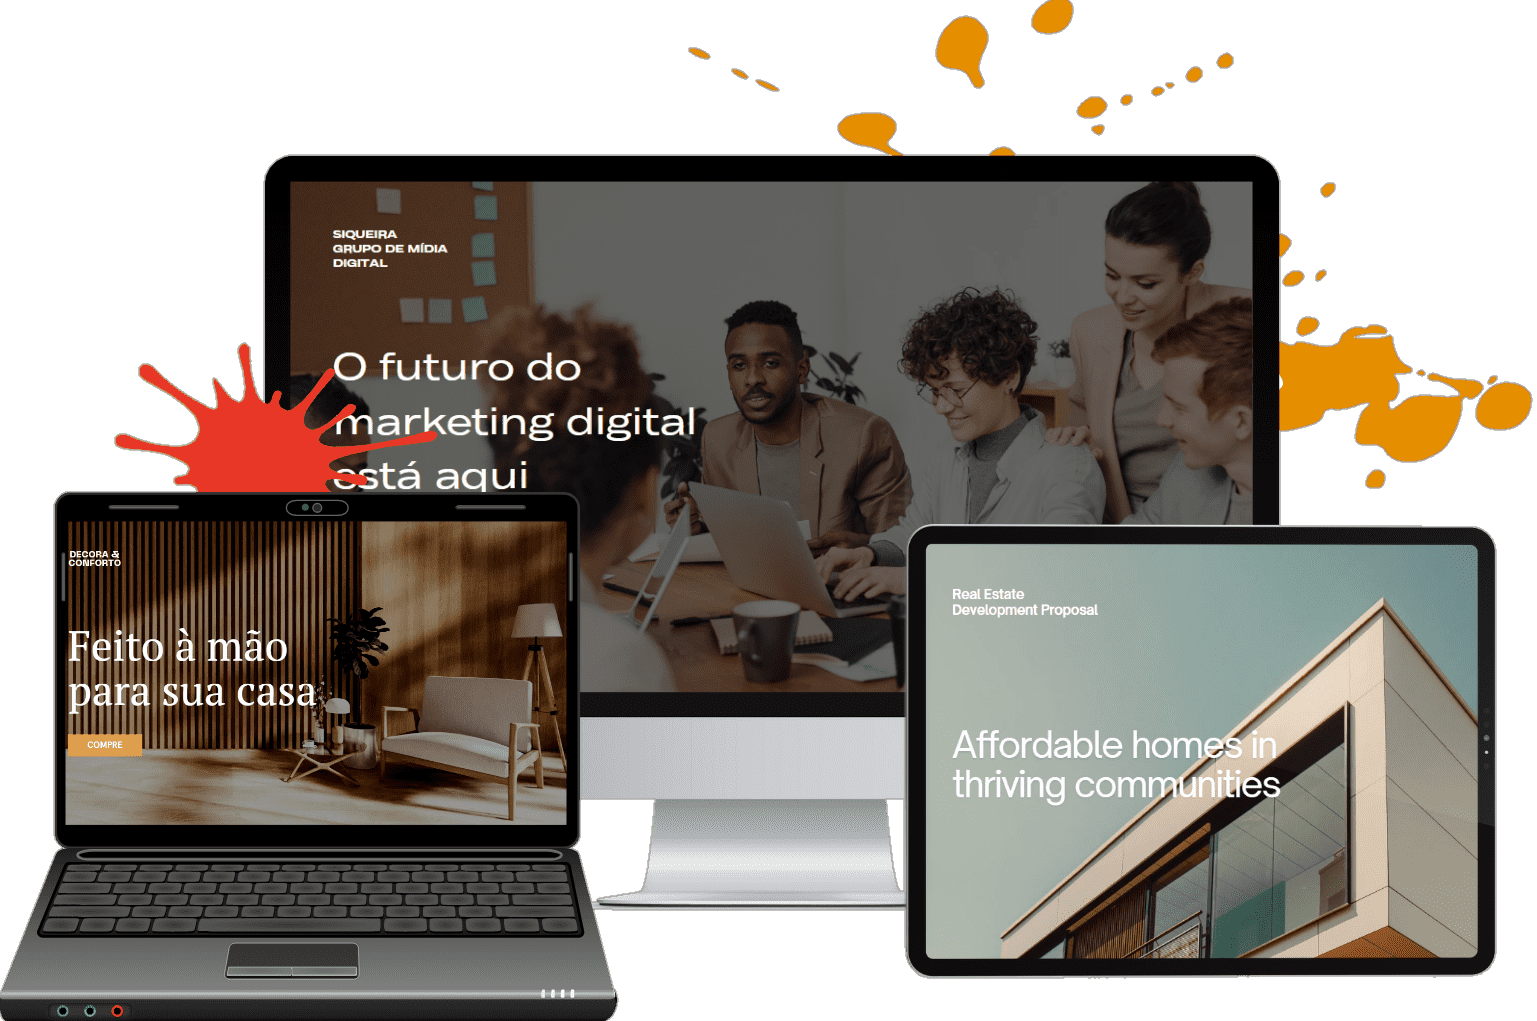 SIQUEIRA
GRUPO DE MÍDIA
DIGITAL
O futuro do
marketing digital
está aqui
DECORA &
CONFORTO
Feito à mão
para sua casa
COMPRE
Real Estate
Development Proposal
Affordable homes in
thriving communities